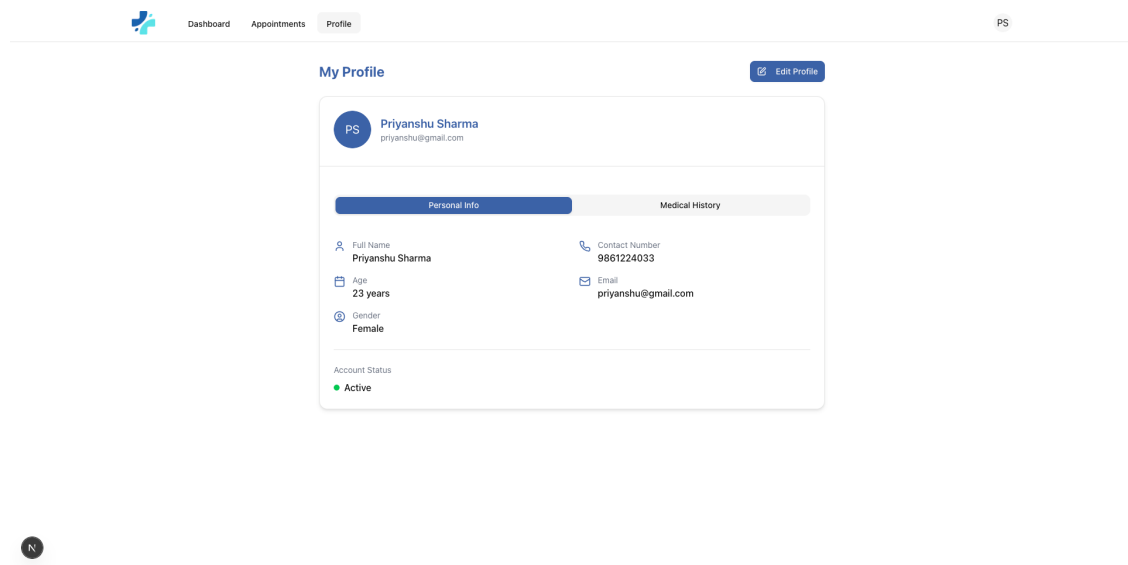 Dashboard Appointments Profile PS
My Profile Edit Profile
PS Priyanshu Sharma
priyanshu@gmail.com
Personal Info Medical History
Full Name
Priyanshu Sharma
Contact Number
9861224033
Age
23 years
Email
priyanshu@gmail.com
Gender
Female
Account Status
Active
N